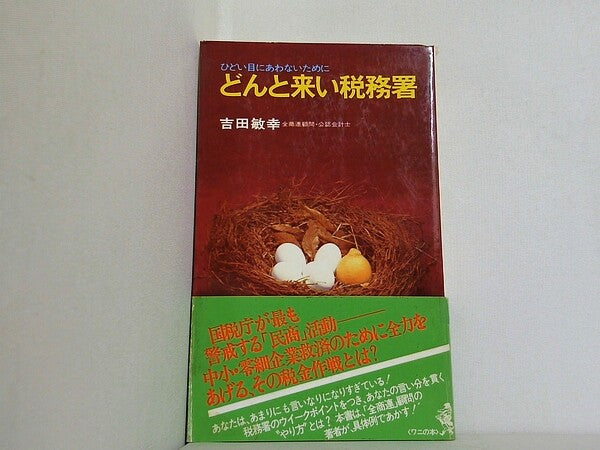 ひどい目にあわないために
どんと来い税務署
吉田敏幸 全商連顧問・公認会計士
国税庁が最も
警戒する「民商」活動――
中小・零細企業救済のために全力を
あげる、その税金作戦とは?
あなたは、あまりにも言いなりになりすぎている!
税務署のウイークポイントをつき、あなたの言い分を貫く
"やり方"とは? 本書は、「全商連」顧問の
著者が、具体例であかす!
〈ワニの本〉